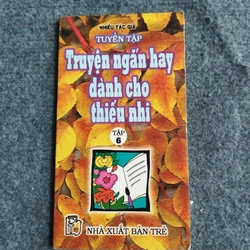 NHIỀU TÁC GIẢ
TUYỂN TẬP
Truyện ngắn hay
dành cho
thiếu nhi
TẬP
6
NHÀ XUẤT BẢN TRẺ